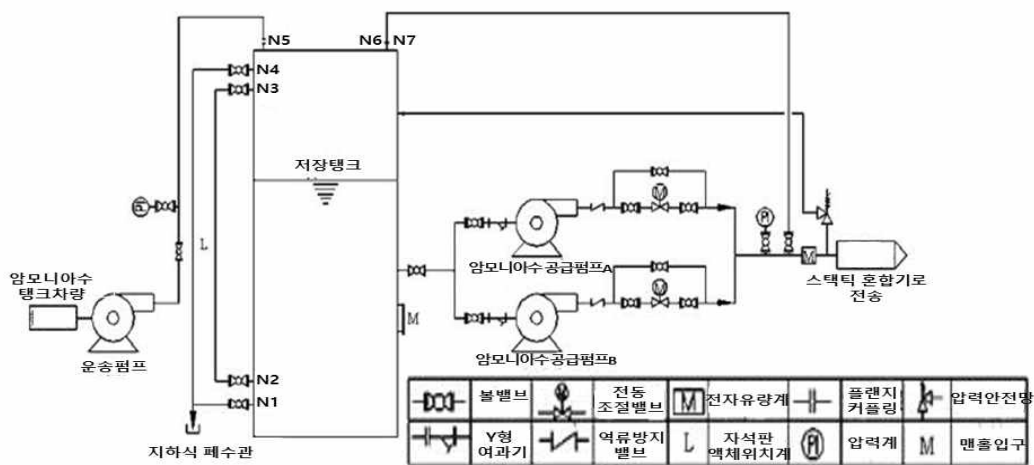 N5
N6 N7
N4
N3
저장탱크
PI
L
M
M
PI
M
암모니아수
탱크차량
운송펌프
암모니아수 공급펌프A
암모니아수공급펌프B
스택틱 혼합기로
전송
M
N2
N1
지하식 폐수관
볼밸브
M
전동
조절밸브
M
전자유량계
플랜지
커플링
압력안전망
Y형
여과기
역류방지
밸브
L
자석판
액체위치계
PI
압력계
M
맨홀입구